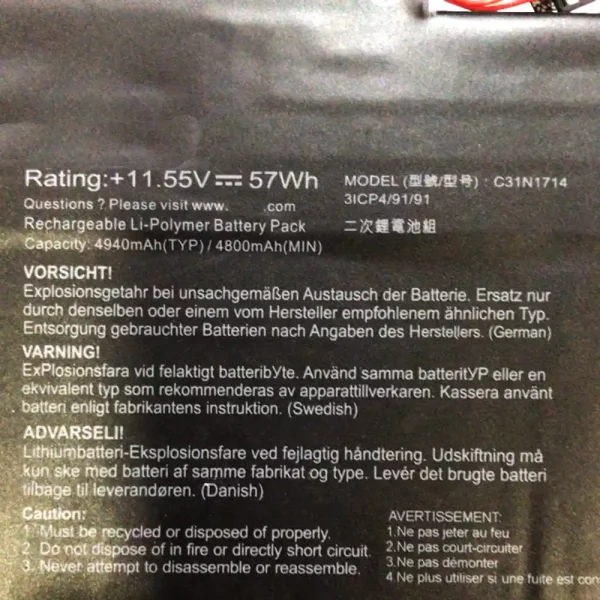 Rating:+11.55V⎓57Wh
MODEL (型號/型号) : C31N1714
Questions ? Please visit www. .com
3ICP4/91/91
Rechargeable Li-Polymer Battery Pack
二次鋰電池組
Capacity: 4940mAh(TYP) / 4800mAh(MIN)
VORSICHT!
Explosionsgetahr bei unsachgemäßen Austausch der Batterie. Ersatz nur
durch denselben oder einem vom Hersteller empfohlenem ähnlichen Typ.
Entsorgung gebrauchter Batterien nach Angaben des Herstellers. (German)
VARNING!
ExPlosionsfara vid felaktigt batteribYte. Använd samma batteritYP eller en
ekvivalent typ som rekommenderas av apparattillverkaren. Kassera använt
batteri enligt fabrikantens instruktion. (Swedish)
ADVARSELI!
Lithiumbatteri-Eksplosionsfare ved fejlagtig håndtering. Udskiftning må
kun ske med batteri af samme fabrikat og type. Levér det brugte batteri
tilbage til leverandøren. (Danish)
Caution:
1. Must be recycled or disposed of properly.
2. Do not dispose of in fire or directly short circuit.
3. Never attempt to disassemble or reassemble.
AVERTISSEMENT:
1.Ne pas jeter au feu
2.Ne pas court-circuiter
3.Ne pas démonter
4.Ne plus utiliser si une fuite est con